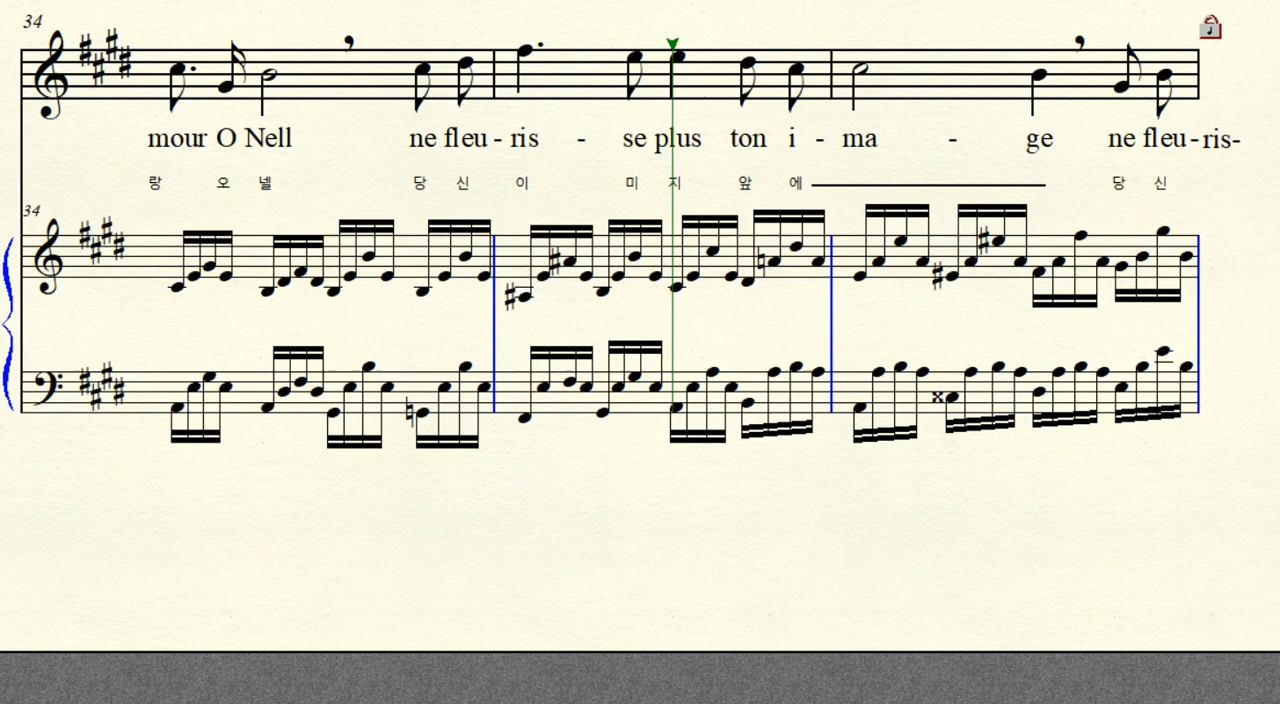 34
mour O Nell ne fleu - ris - se plus ton i - ma - ge ne fleu - ris-
랑 오 넬 당 신 이 미 지 앞 에 당 신
34